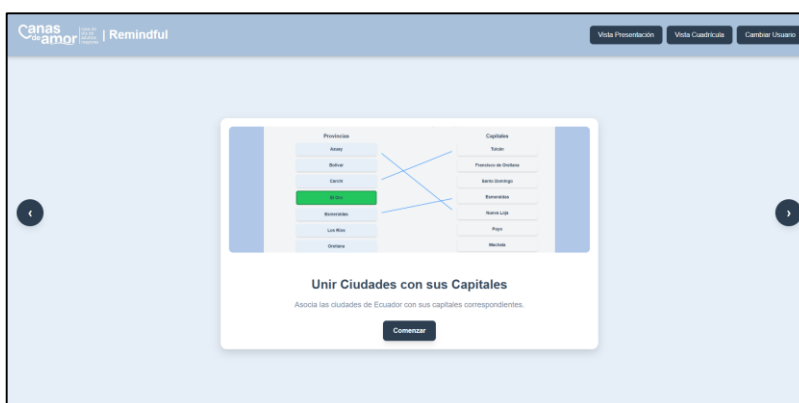 Canas
de amor
| Remindful
Vista Presentación
Vista Cuadrícula
Cambiar Usuario
Provincias
Capitales
Azuay
Tulcán
Bolívar
Francisco de Orellana
Carchi
Santo Domingo
El Oro
Esmeraldas
Esmeraldas
Nueva Loja
Los Ríos
Puyo
Orellana
Machala
‹
›
Unir Ciudades con sus Capitales
Asocia las ciudades de Ecuador con sus capitales correspondientes.
Comenzar